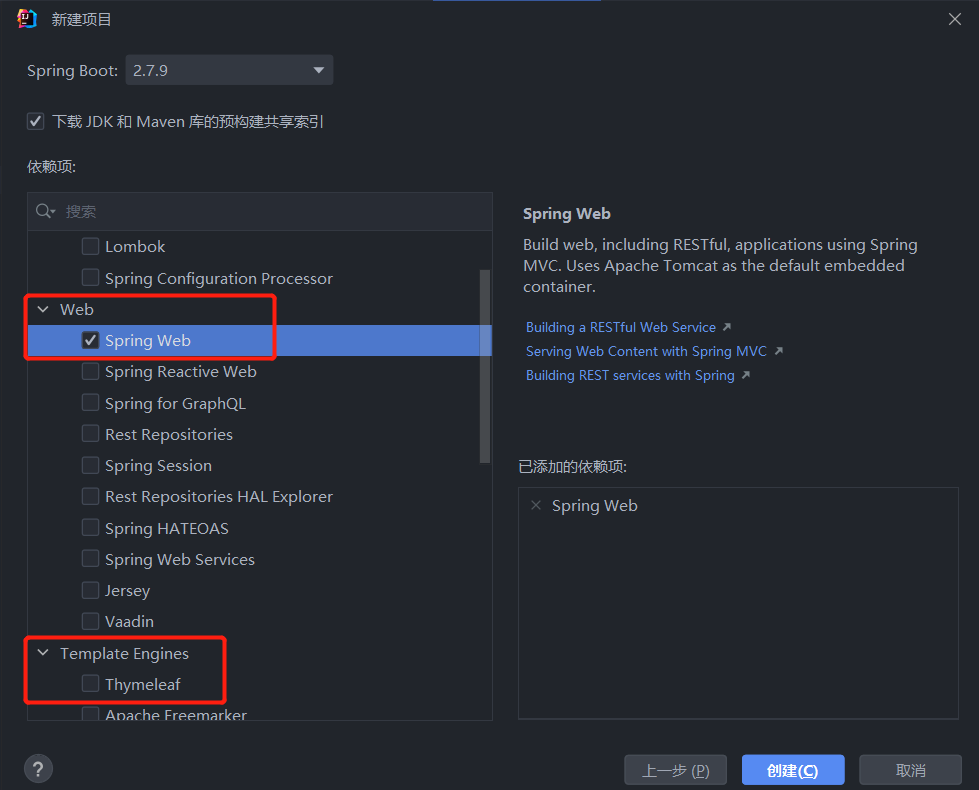 新建项目
Spring Boot: 2.7.9
下载 JDK 和 Maven 库的预构建共享索引
依赖项:
搜索
Lombok
Spring Configuration Processor
Web
Spring Web
Spring Reactive Web
Spring for GraphQL
Rest Repositories
Spring Session
Rest Repositories HAL Explorer
Spring HATEOAS
Spring Web Services
Jersey
Vaadin
Template Engines
Thymeleaf
Apache Freemarker
Spring Web
Build web, including RESTful, applications using Spring
MVC. Uses Apache Tomcat as the default embedded
container.
Building a RESTful Web Service
Serving Web Content with Spring MVC
Building REST services with Spring
已添加的依赖项:
Spring Web
?
上一步 (P)
创建(C)
取消